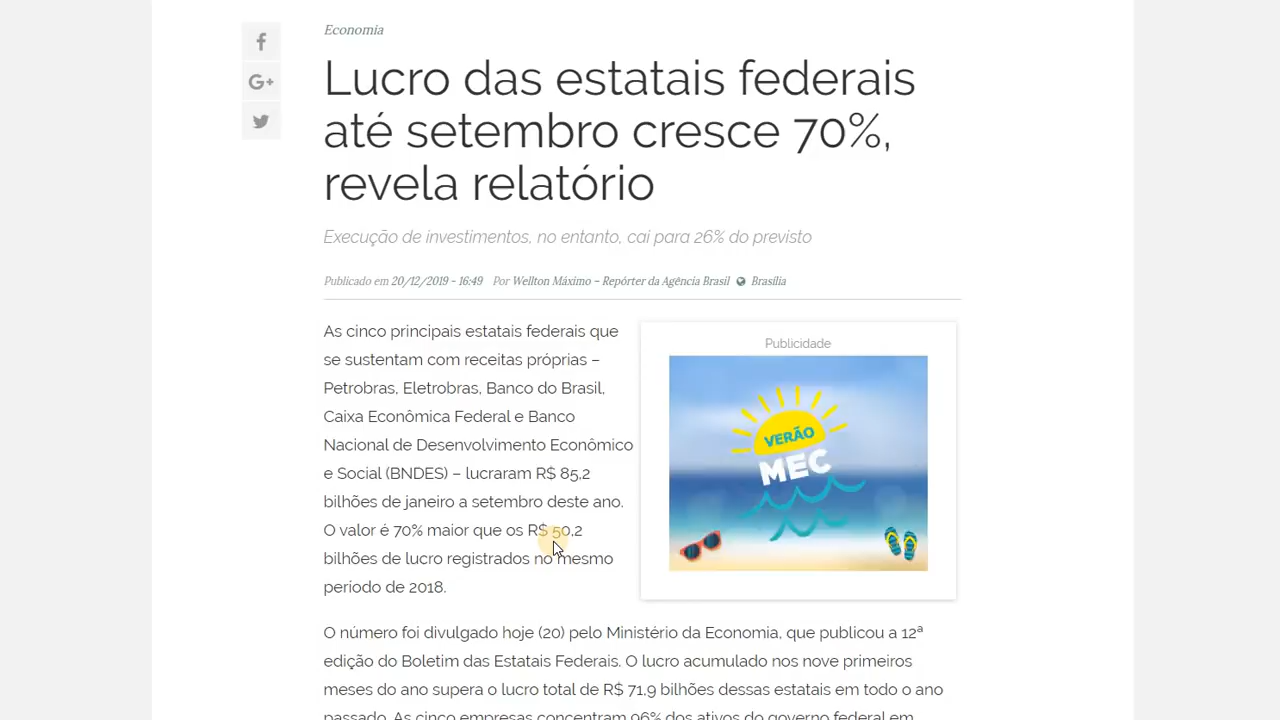 Economia
Lucro das estatais federais
até setembro cresce 70%,
revela relatório
Execução de investimentos, no entanto, cai para 26% do previsto
Publicado em 20/12/2019 - 16:49 Por Wellton Máximo – Repórter da Agência Brasil Brasília
As cinco principais estatais federais que
se sustentam com receitas próprias –
Petrobras, Eletrobras, Banco do Brasil,
Caixa Econômica Federal e Banco
Nacional de Desenvolvimento Econômico
e Social (BNDES) – lucraram R$ 85,2
bilhões de janeiro a setembro deste ano.
O valor é 70% maior que os R$ 50,2
bilhões de lucro registrados no mesmo
período de 2018.
Publicidade
VERÃO
MEC
O número foi divulgado hoje (20) pelo Ministério da Economia, que publicou a 12ª
edição do Boletim das Estatais Federais. O lucro acumulado nos nove primeiros
meses do ano supera o lucro total de R$ 71,9 bilhões dessas estatais em todo o ano
passado. As cinco empresas concentram 96% dos ativos do governo federal em